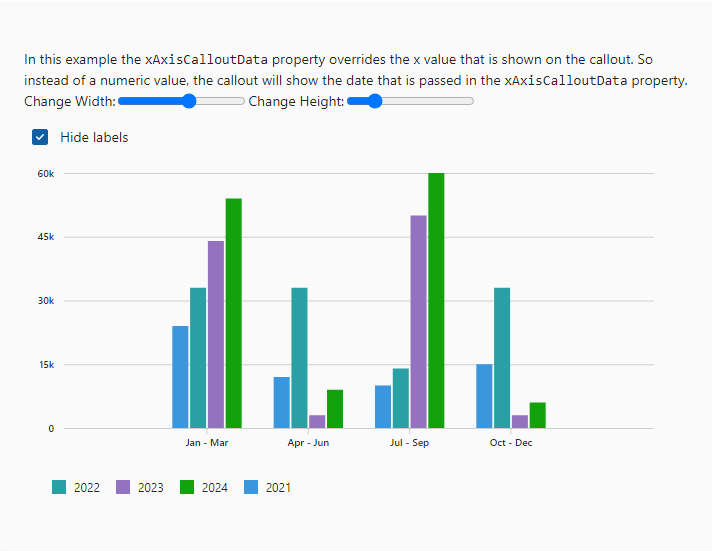 In this example the xAxisCalloutData property overrides the x value that is shown on the callout. So
instead of a numeric value, the callout will show the date that is passed in the xAxisCalloutData property.
Change Width: Change Height:
Hide labels
60k
45k
30k
15k
0
Jan - Mar Apr - Jun Jul - Sep Oct - Dec
2022 2023 2024 2021